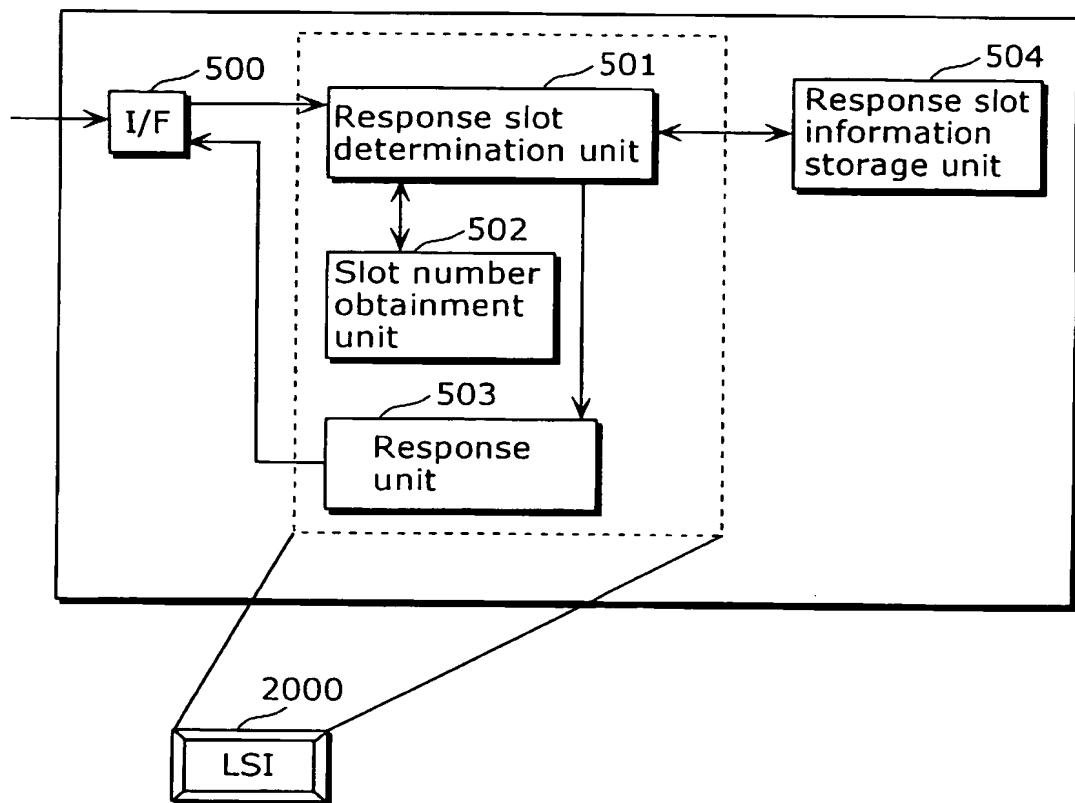 500
I/F
501
Response slot
determination unit
504
Response slot
information
storage unit
502
Slot number
obtainment
unit
503
Response
unit
2000
LSI